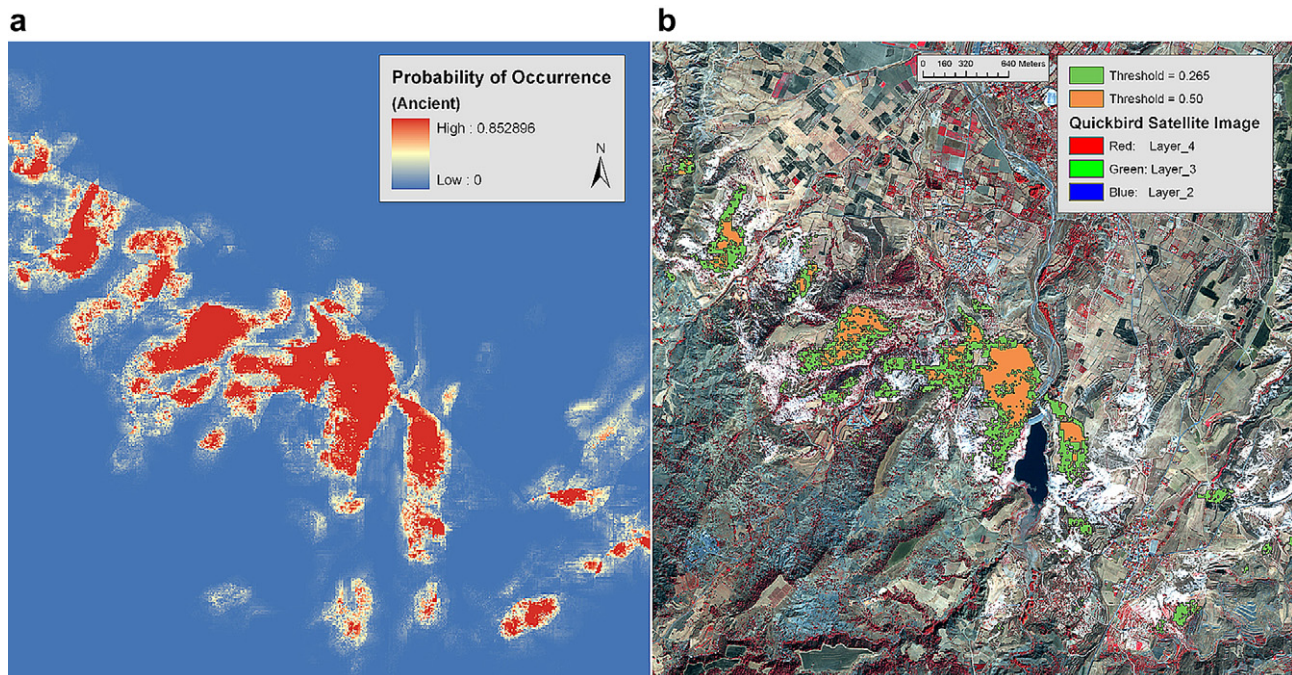 a
b
Probability of Occurrence
(Ancient)
High : 0.852896
Low : 0
N
0 160 320 640 Meters
Threshold = 0.265
Threshold = 0.50
Quickbird Satellite Image
Red: Layer_4
Green: Layer_3
Blue: Layer_2